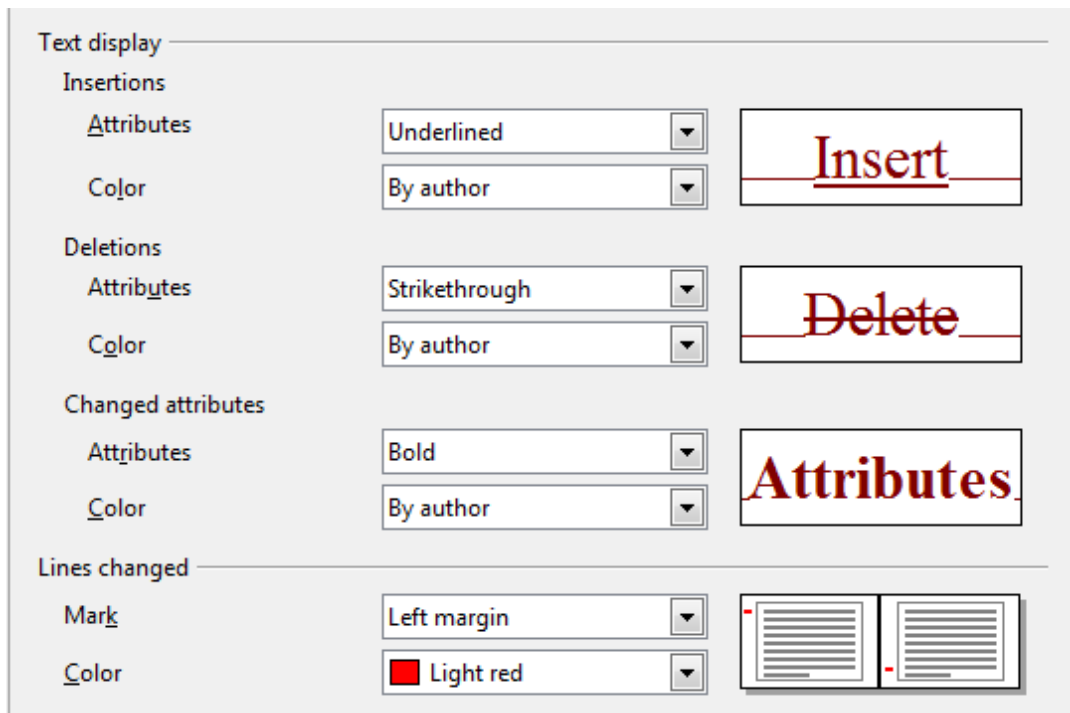 Text display
Insertions
Attributes Underlined Insert
Color By author
Deletions
Attributes Strikethrough Delete
Color By author
Changed attributes
Attributes Bold Attributes
Color By author
Lines changed
Mark Left margin
Color Light red